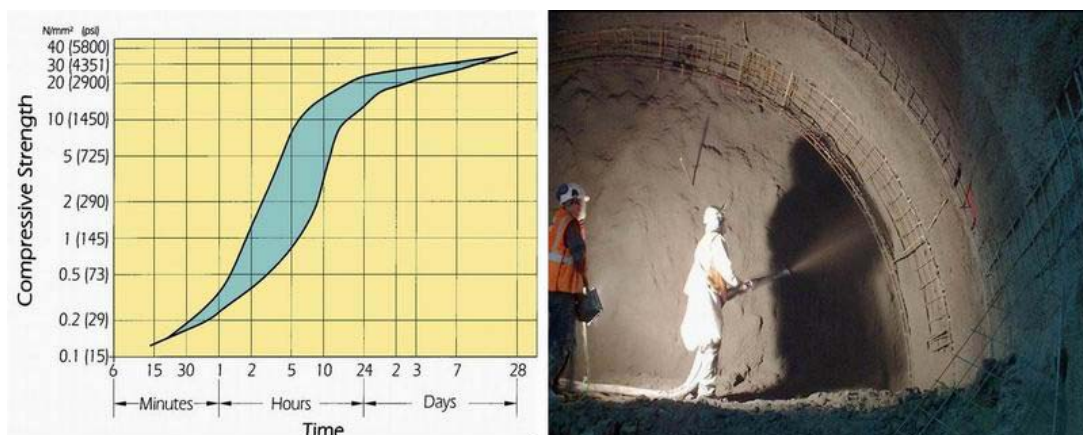 N/mm² (psi)
40 (5800)
30 (4351)
20 (2900)
10 (1450)
5 (725)
2 (290)
1 (145)
0.5 (73)
0.2 (29)
0.1 (15)
Compressive Strength
6 15 30 1 2 5 10 24 2 3 7 28
Minutes Hours Days
Time